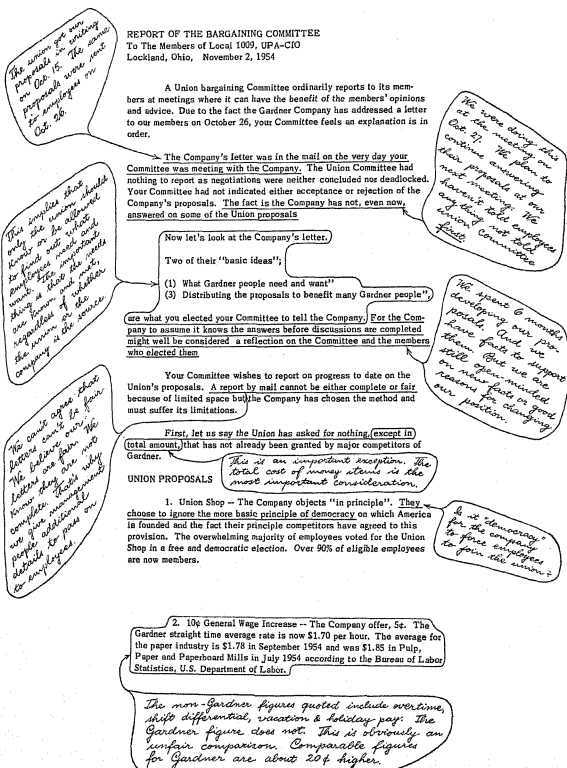 REPORT OF THE BARGAINING COMMITTEE
To The Members of Local 1009, UPA-CIO
Lockland, Ohio, November 2, 1954
The union got our
proposals in writing
on Oct. 15. The same
proposals were sent
to employees on
Oct. 26.
A Union bargaining Committee ordinarily reports to its mem-
bers at meetings where it can have the benefit of the members' opinions
and advice. Due to the fact the Gardner Company has addressed a letter
to our members on October 26, your Committee feels an explanation is in
order.
The Company's letter was in the mail on the very day your
Committee was meeting with the Company. The Union Committee had
nothing to report as negotiations were neither concluded nor deadlocked.
Your Committee had not indicated either acceptance or rejection of the
Company's proposals. The fact is the Company has not, even now,
answered on some of the Union proposals
We were doing this
at the meeting on
Oct 27. We plan to
continue answering
their proposals at our
next meeting. We
haven't told employees
anything not told
union committee
first.
This implies that
only the union should
know or be allowed
to find out what
employees need and
want. The important
thing is that the needs
are known and met,
regardless of whether
the union or the
company is the source.
Now let's look at the Company's letter.
Two of their "basic ideas";
(1) What Gardner people need and want"
(3) Distributing the proposals to benefit many Gardner people",
are what you elected your Committee to tell the Company. For the Com-
pany to assume it knows the answers before discussions are completed
might well be considered a reflection on the Committee and the members
who elected them
We spent 6 months
developing our pro-
posals. And we
have facts to support
them. But we are
still open minded
on new facts or good
reasons for changing
our position.
Your Committee wishes to report on progress to date on the
Union's proposals. A report by mail cannot be either complete or fair
because of limited space but the Company has chosen the method and
must suffer its limitations.
We can't agree that
letters can't be fair.
We believe our
letters are fair. We
know they are not
complete. That's why
we give management
people additional
details to pass on
to employees.
First, let us say the Union has asked for nothing, (except in
total amount,) that has not already been granted by major competitors of
Gardner.
This is an important exception. The
total cost of money items is the
most important consideration.
UNION PROPOSALS
1. Union Shop -- The Company objects "in principle". They
choose to ignore the more basic principle of democracy on which America
is founded and the fact their principle competitors have agreed to this
provision. The overwhelming majority of employees voted for the Union
Shop in a free and democratic election. Over 90% of eligible employees
are now members.
Is it "democracy"
for the company
to force employees
to join the union?
2. 10¢ General Wage Increase -- The Company offer, 5¢. The
Gardner straight time average rate is now $1.70 per hour. The average for
the paper industry is $1.78 in September 1954 and was $1.85 in Pulp,
Paper and Paperboard Mills in July 1954 according to the Bureau of Labor
Statistics, U.S. Department of Labor.
The non-Gardner figures quoted include overtime,
shift differential, vacation & holiday pay. The
Gardner figure does not. This is obviously an
unfair comparison. Comparable figures
for Gardner are about 20¢ higher.